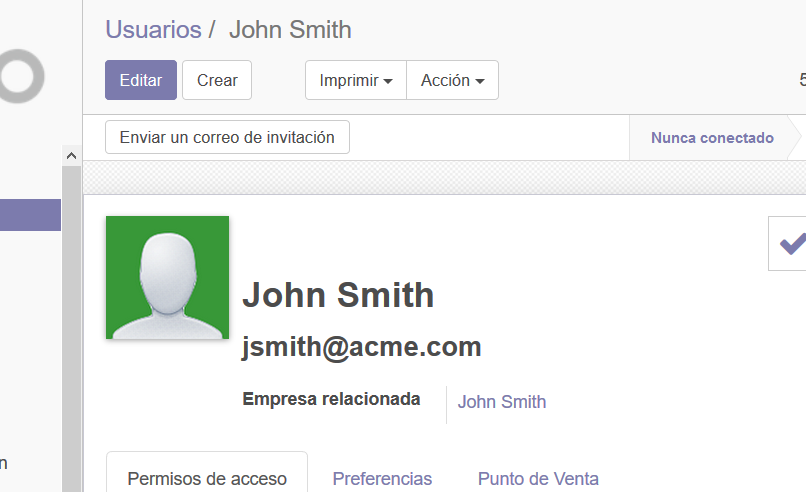 Usuarios / John Smith
Editar Crear Imprimir Acción 5
Enviar un correo de invitación Nunca conectado
John Smith
jsmith@acme.com
Empresa relacionada John Smith
n
Permisos de acceso Preferencias Punto de Venta